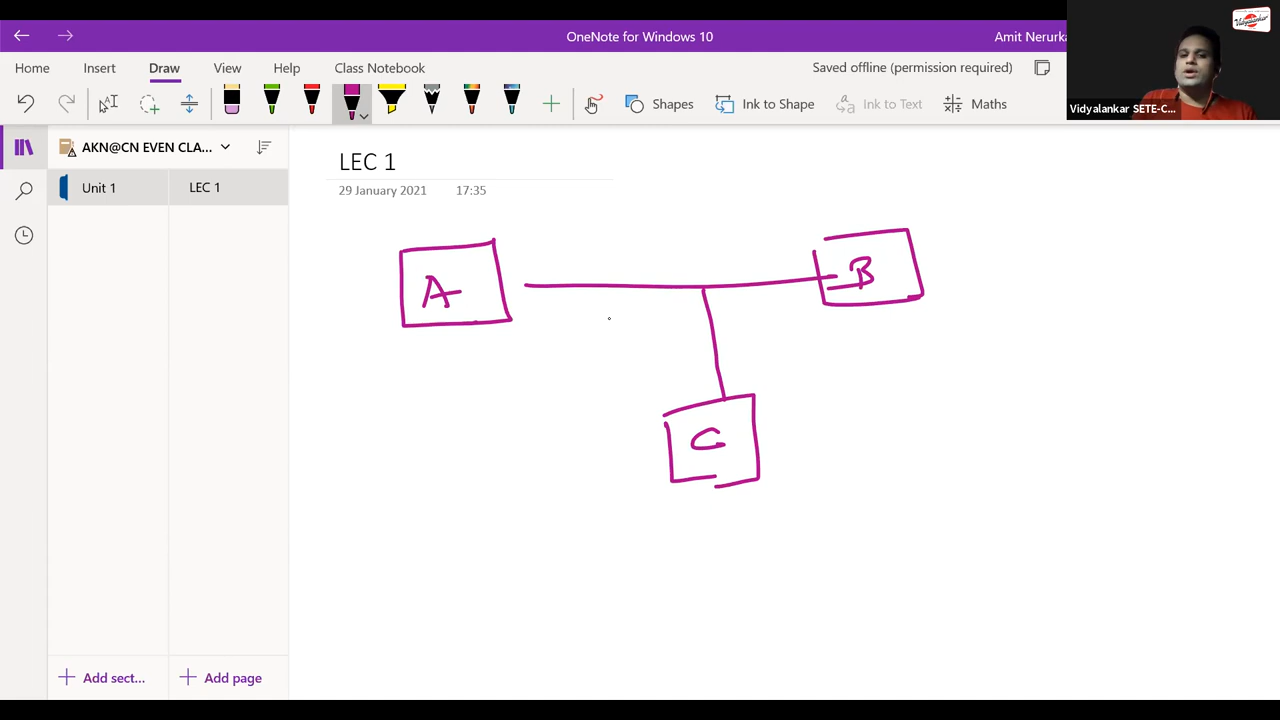 OneNote for Windows 10
Amit Nerurka
Vidyalankar
Home Insert Draw View Help Class Notebook
Saved offline (permission required)
Shapes Ink to Shape Ink to Text Maths
Vidyalankar SETE-C...
AKN@CN EVEN CLA...
Unit 1
LEC 1
LEC 1
29 January 2021 17:35
A
B
C
Add sect...
Add page